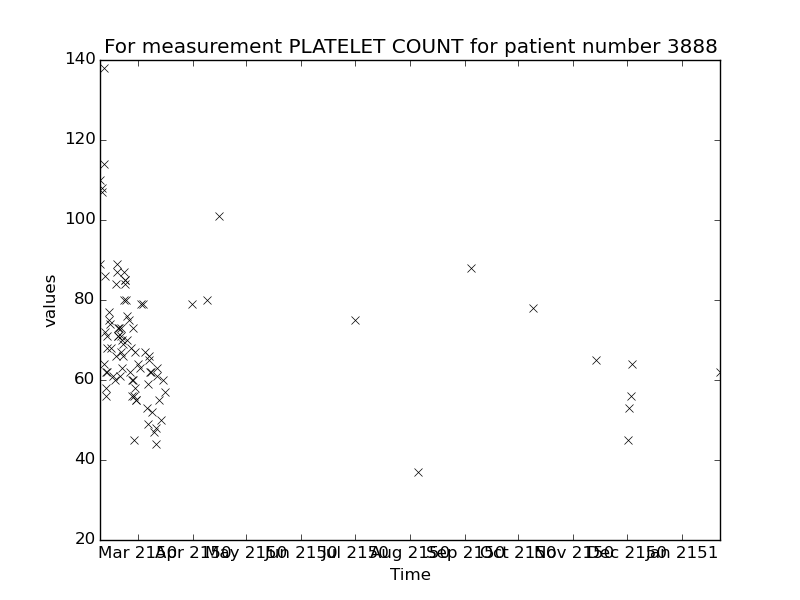 For measurement PLATELET COUNT for patient number 3888
140
120
100
80
60
40
20
values
Mar 2150 Apr 2150 May 2150 Jun 2150 Jul 2150 Aug 2150 Sep 2150 Oct 2150 Nov 2150 Dec 2150 Jan 2151
Time